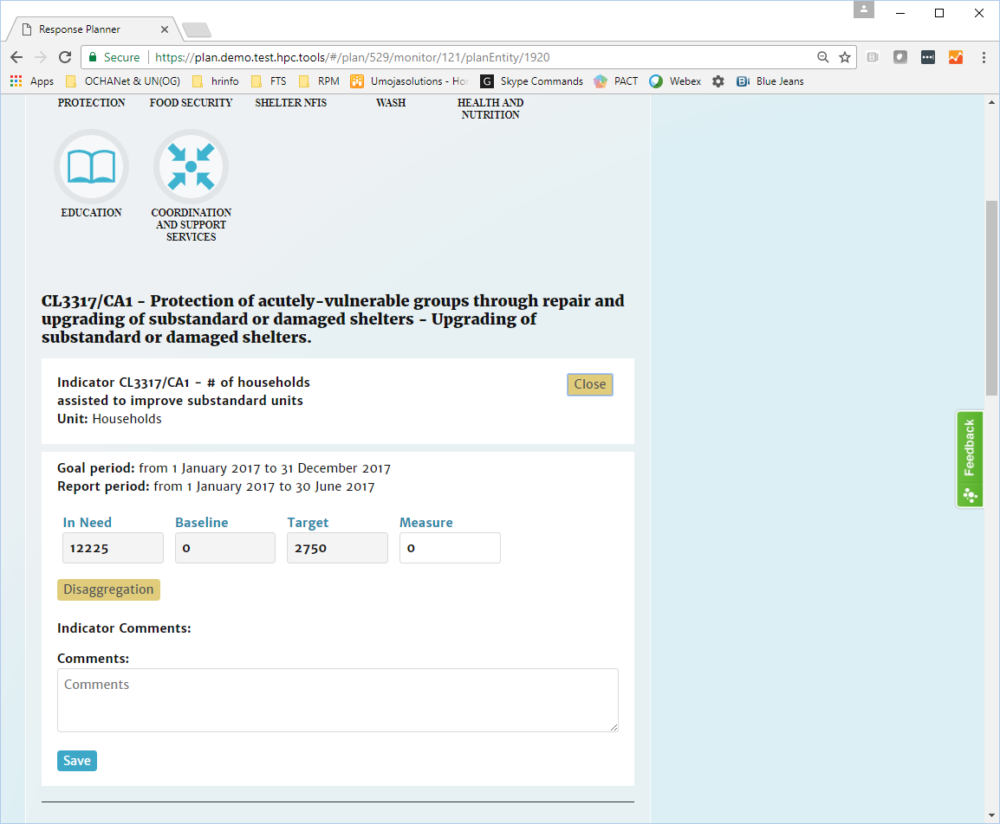 Response Planner
Secure https://plan.demo.test.hpc.tools/#/plan/529/monitor/121/planEntity/1920
Apps OCHANet & UN(OG) hrinfo FTS RPM Umojasolutions - Ho G Skype Commands PACT Webex Bi Blue Jeans
PROTECTION FOOD SECURITY SHELTER NFIS WASH HEALTH AND
NUTRITION
EDUCATION COORDINATION
AND SUPPORT
SERVICES
CL3317/CA1 - Protection of acutely-vulnerable groups through repair and
upgrading of substandard or damaged shelters - Upgrading of
substandard or damaged shelters.
Indicator CL3317/CA1 - # of households
assisted to improve substandard units
Unit: Households
Close
Feedback
Goal period: from 1 January 2017 to 31 December 2017
Report period: from 1 January 2017 to 30 June 2017
In Need Baseline Target Measure
12225 0 2750 0
Disaggregation
Indicator Comments:
Comments:
Comments
Save